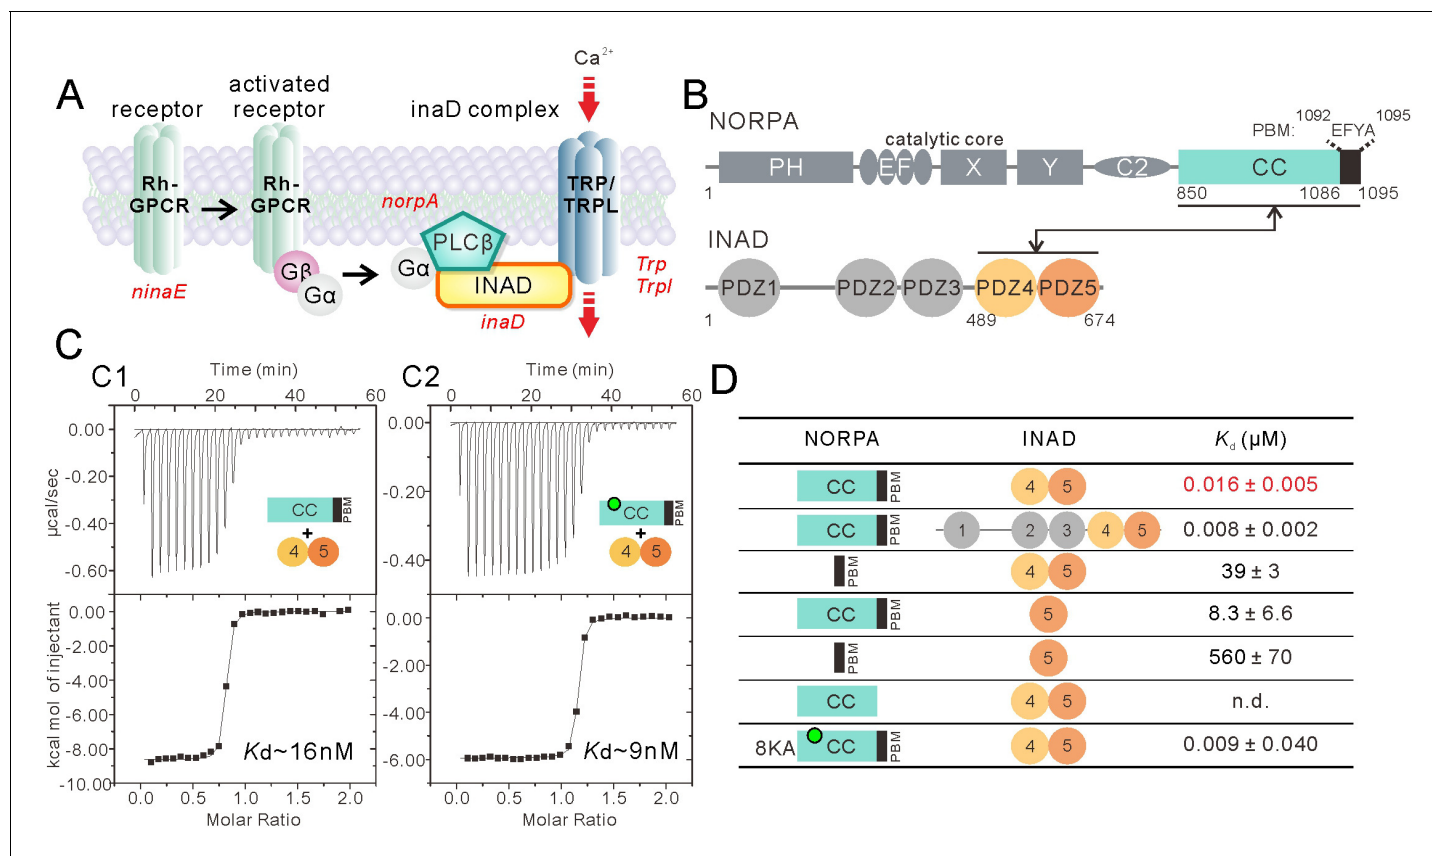 A
receptor
activated
receptor
inaD complex
Ca2+
Rh-
GPCR
Rh-
GPCR
norpA
TRP/
TRPL
PLCβ
Gβ
Gα
Gα
INAD
ninaE
inaD
Trp
Trpl
B
NORPA
catalytic core
PBM: 1092 EFYA 1095
PH
EF
X
Y
C2
CC
1
850
1086
1095
INAD
PDZ1
PDZ2
PDZ3
PDZ4
PDZ5
1
489
674
C
C1
Time (min)
0 10 20 30 40 50 60
0.00
-0.20
-0.40
-0.60
µcal/sec
CC
PBM
+
4 5
0.00
-2.00
-4.00
-6.00
-8.00
-10.00
kcal mol of injectant
Kd~16nM
0.0 0.5 1.0 1.5 2.0
Molar Ratio
C2
Time (min)
0 10 20 30 40 50 60
0.00
-0.20
-0.40
CC
PBM
+
4 5
0.00
-2.00
-4.00
-6.00
Kd~9nM
0.0 0.5 1.0 1.5 2.0
Molar Ratio
D
NORPA INAD Kd (µM)
CC PBM 4 5 0.016 ± 0.005
CC PBM 1 2 3 4 5 0.008 ± 0.002
PBM 4 5 39 ± 3
CC PBM 5 8.3 ± 6.6
PBM 5 560 ± 70
CC 4 5 n.d.
8KA CC PBM 4 5 0.009 ± 0.040